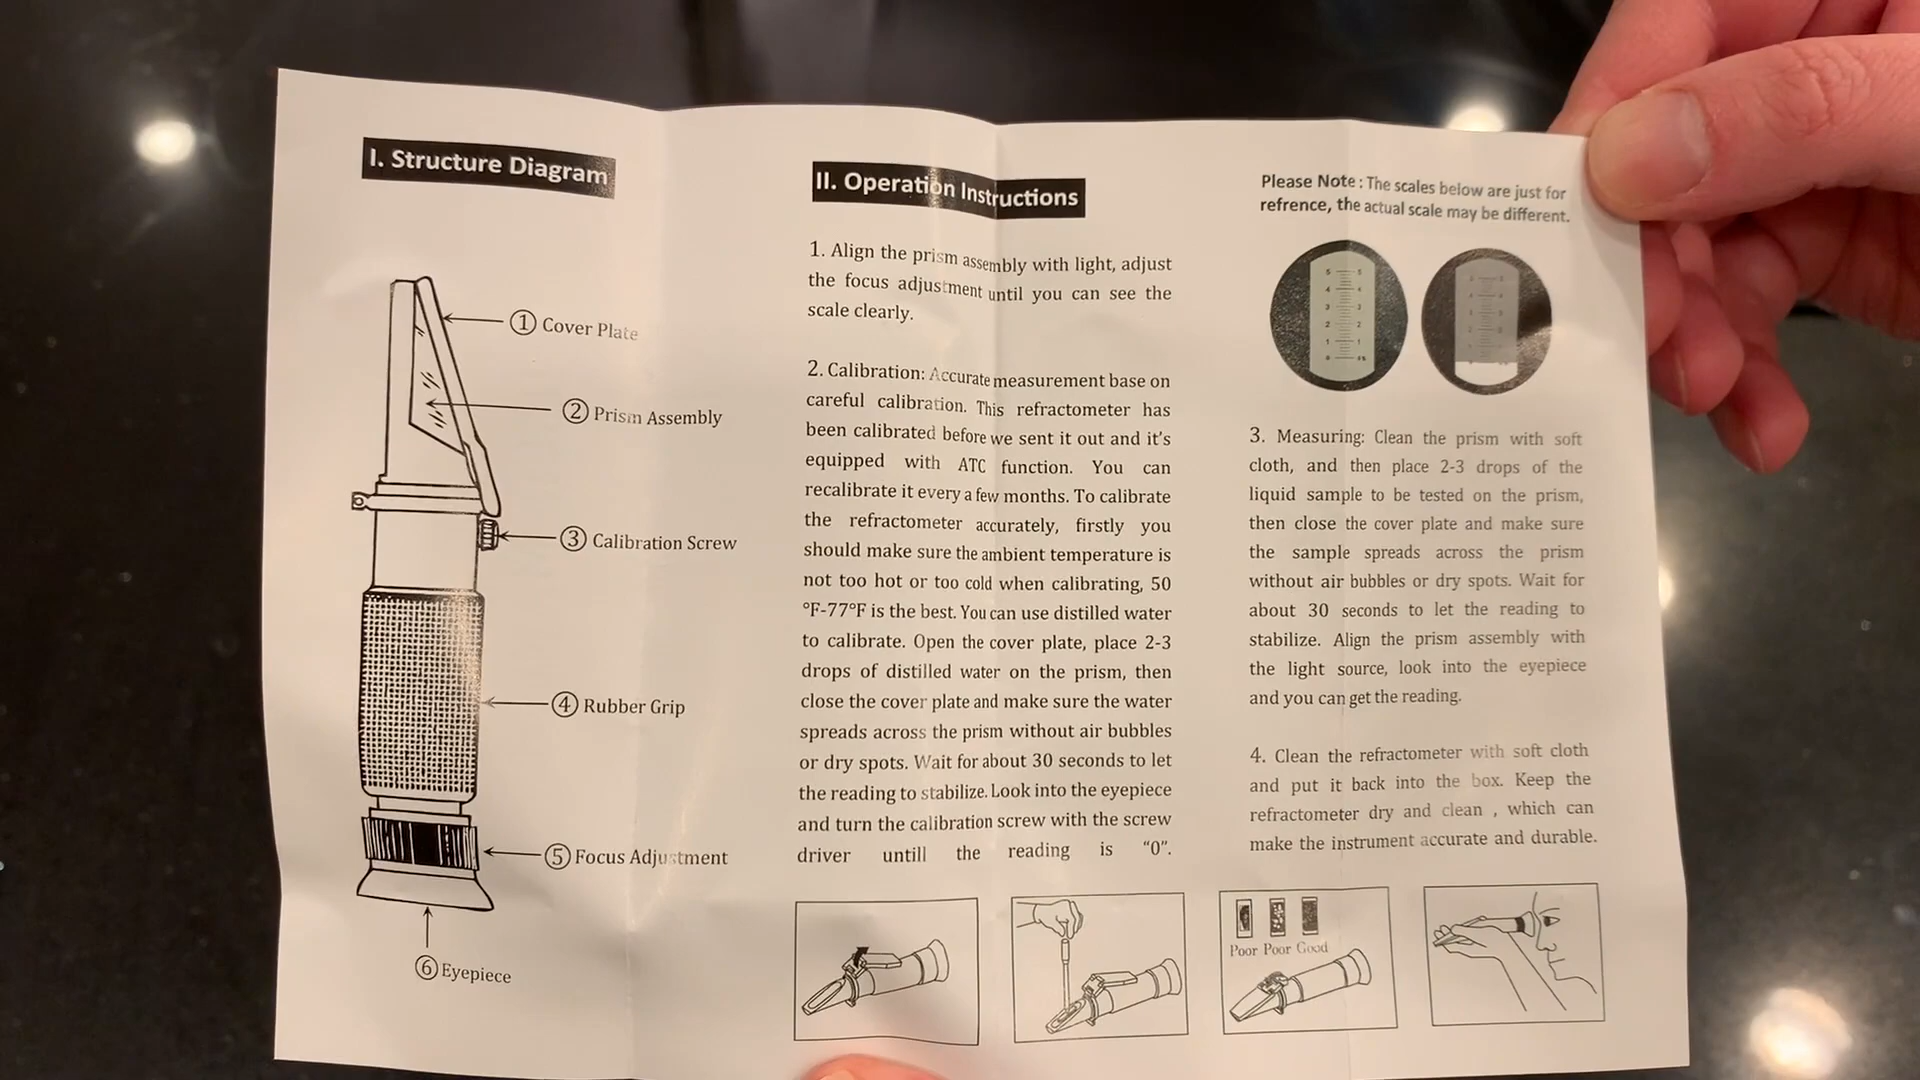 I. Structure Diagram
① Cover Plate
② Prism Assembly
③ Calibration Screw
④ Rubber Grip
⑤ Focus Adjustment
⑥ Eyepiece
II. Operation Instructions
1. Align the prism assembly with light, adjust
the focus adjustment until you can see the
scale clearly.
2. Calibration: Accurate measurement base on
careful calibration. This refractometer has
been calibrated before we sent it out and it's
equipped with ATC function. You can
recalibrate it every a few months. To calibrate
the refractometer accurately, firstly you
should make sure the ambient temperature is
not too hot or too cold when calibrating, 50
°F-77°F is the best. You can use distilled water
to calibrate. Open the cover plate, place 2-3
drops of distilled water on the prism, then
close the cover plate and make sure the water
spreads across the prism without air bubbles
or dry spots. Wait for about 30 seconds to let
the reading to stabilize. Look into the eyepiece
and turn the calibration screw with the screw
driver untill the reading is "0".
Please Note : The scales below are just for
refrence, the actual scale may be different.
5 5
4 4
3 3
2 2
1 1
0
3. Measuring: Clean the prism with soft
cloth, and then place 2-3 drops of the
liquid sample to be tested on the prism,
then close the cover plate and make sure
the sample spreads across the prism
without air bubbles or dry spots. Wait for
about 30 seconds to let the reading to
stabilize. Align the prism assembly with
the light source, look into the eyepiece
and you can get the reading.
4. Clean the refractometer with soft cloth
and put it back into the box. Keep the
refractometer dry and clean , which can
make the instrument accurate and durable.
Poor Poor Good